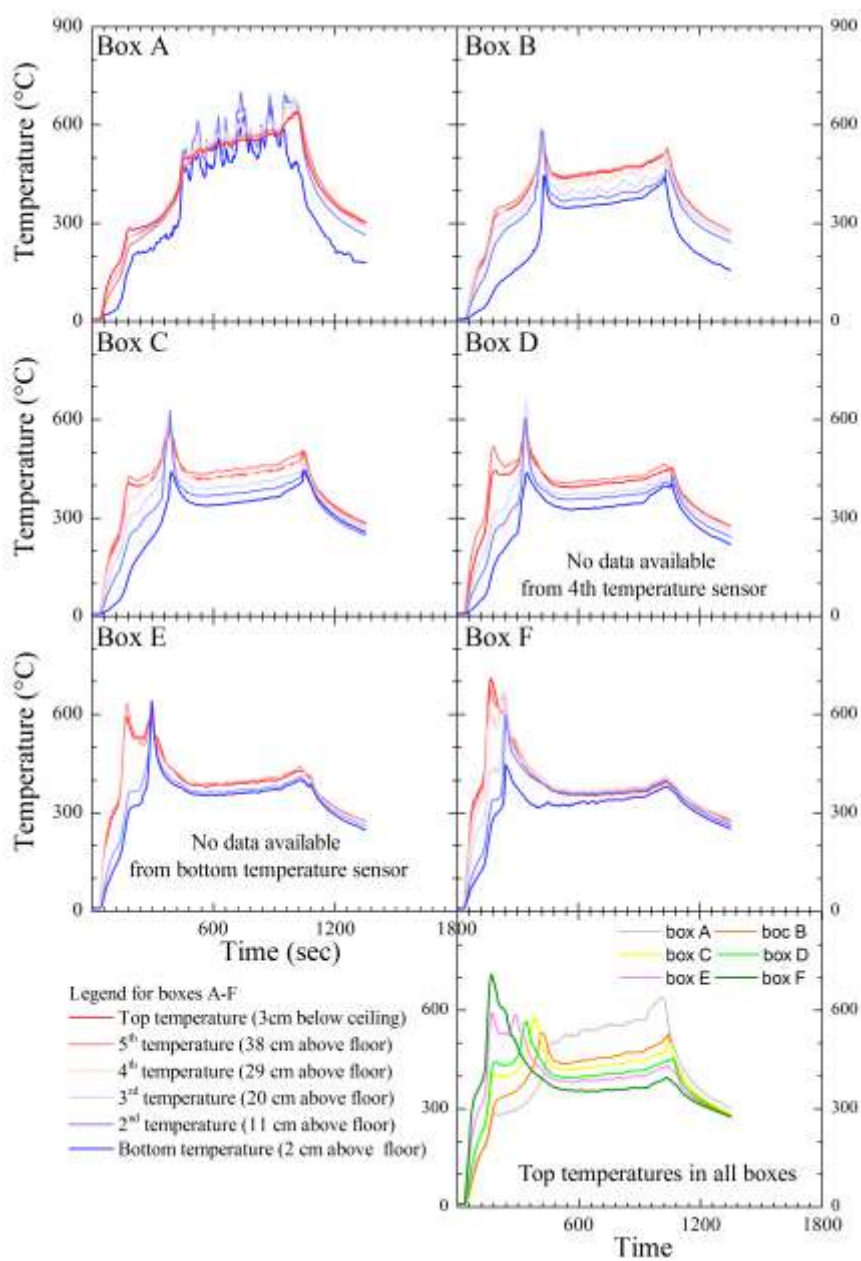 900
Box A
Box B
900
Temperature (°C)
600
600
300
300
0
0
Box C
Box D
Temperature (°C)
600
600
300
300
No data available
from 4th temperature sensor
0
0
Box E
Box F
Temperature (°C)
600
600
300
300
No data available
from bottom temperature sensor
0
0
600
1200
1800
Time (sec)
box A
boc B
box C
box D
box E
box F
Legend for boxes A-F
Top temperature (3cm below ceiling)
5th temperature (38 cm above floor)
4th temperature (29 cm above floor)
3rd temperature (20 cm above floor)
2nd temperature (11 cm above floor)
Bottom temperature (2 cm above floor)
600
600
300
300
Top temperatures in all boxes
0
0
600
1200
1800
Time